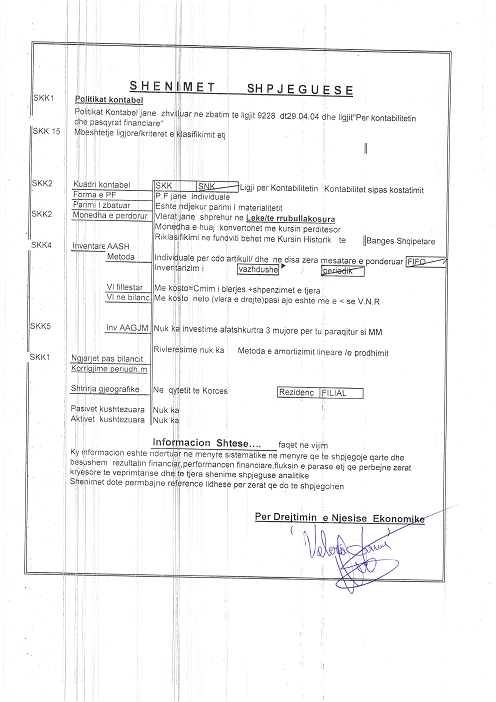 SHENIMET SHPJEGUESE
SKK1 Politikat kontabel
Politikat Kontabel jane zhvilluar ne zbatim te ligjit 9228 dt29.04.04 dhe ligjit"Per kontabilitetin
dhe pasqyrat financiare"
SKK 15 Mbeshtetje ligjore/kriteret e klasifikimit etj
SKK2 Kuadri kontabel SKK SNK Ligji per Kontabilitetin Kontabilitet sipas kostatimit
Forma e PF P.F jane individuale
Parimi I zbatuar Eshte ndjekur parimi I materialitetit
SKK2 Monedha e perdorur Vlerat jane shprehur ne Leke/te rrubullakosura
Monedha e huaj konvertohet me kursin perditesor
Riklasifikimi ne fundviti behet me Kursin Historik te Banges Shqipetare
SKK4 Inventare AASH
Metoda Individuale per cdo artikull/ dhe ne disa zera mesatare e ponderuar FIFO
Inventarizim i vazhdushe periodik
Vl fillestar Me kosto=Cmim i blerjes +shpenzimet e tjera
Vl ne bilanc Me kosto neto (vlera e drejte)pasi ajo eshte me e < se V.N.R
SKK5 Inv AAGJM Nuk ka investime afatshkurtra 3 mujore per tu paraqitur si MM
Rivleresime nuk ka Metoda e amortizimit lineare /e prodhimit
SKK1 Ngjarjet pas bilancit
Korrigjime periudh.m
Shtrirja gjeografike Ne qytetit te Korces Rezidenc FILIAL
Pasivet kushtezuara Nuk ka
Aktivet kushtezuara Nuk ka
Informacion Shtese.... faqet ne vijim
Ky informacion eshte ndertuar ne menyre sistematike ne menyre qe te shpjegoje qarte dhe
besushem rezultatin financiar,performancen financiare,fluksin e parase etj qe perbejne zerat
kryesore te veprimtarise dhe te tjera shenime shpjeguse analitike
Shenimet dote permbajne reference lidhese per zerat qe do te shpjegohen
Per Drejtimin e Njesise Ekonomike